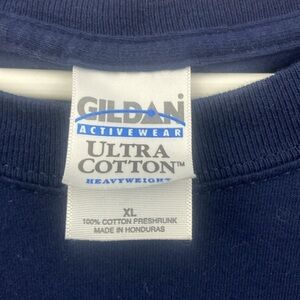 GILDAN
ACTIVEWEAR
ULTRA
COTTON™
HEAVYWEIGHT
XL
100% COTTON PRESHRUNK
MADE IN HONDURAS